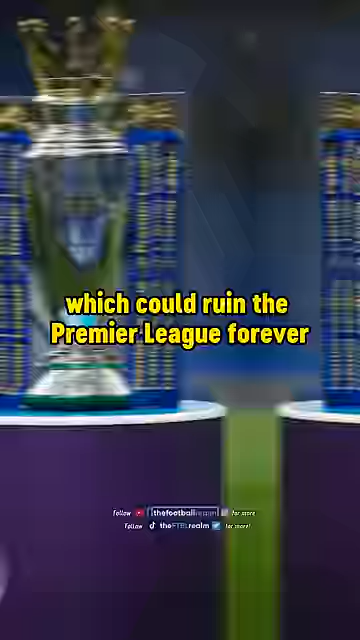 which could ruin the
Premier League forever
follow thefootballrealm for more
Follow theFTBLrealm for more!